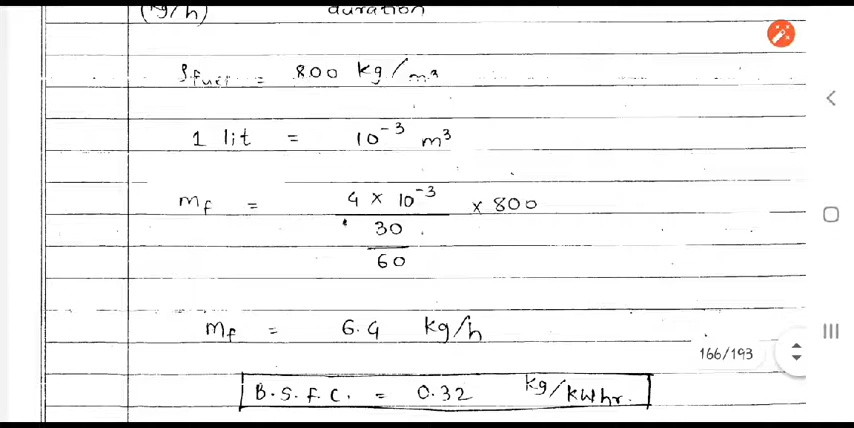 (kg/h) duration
ρfuel = 800 kg/m3
1 lit = 10-3 m3
mf = 4 × 10-3 × 800
30
60
mf = 6.4 kg/h
166/193
B.S.F.C. = 0.32 kg/kWhr.